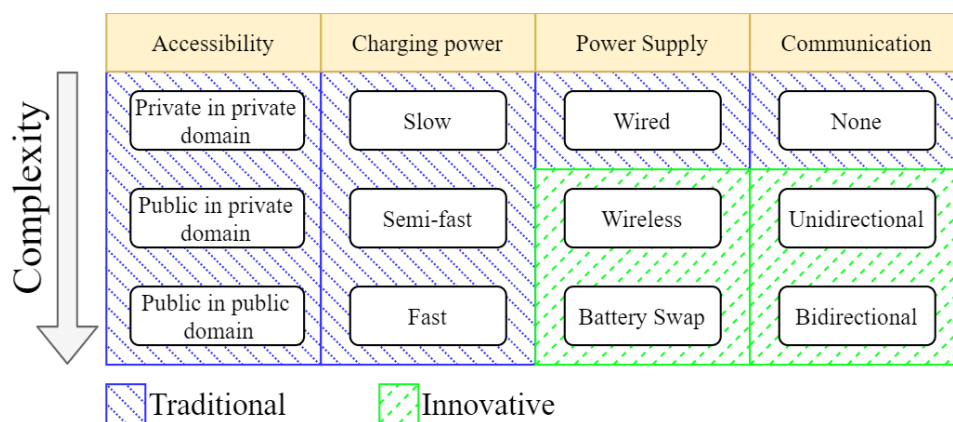 Accessibility
Charging power
Power Supply
Communication
Complexity
Private in private
domain
Slow
Wired
None
Public in private
domain
Semi-fast
Wireless
Unidirectional
Public in public
domain
Fast
Battery Swap
Bidirectional
Traditional
Innovative